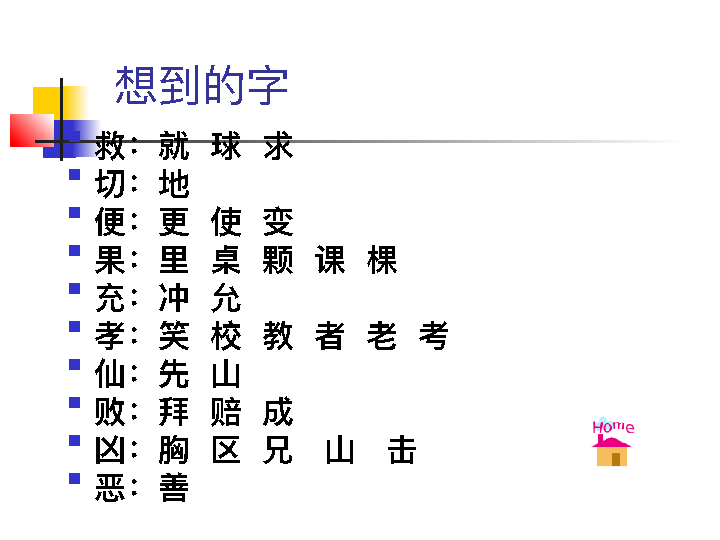 想到的字
救：就 球 求
切：地
便：更 使 变
果：里 桌 颗 课 棵
充：冲 允
孝：笑 校 教 者 老 考
仙：先 山
败：拜 赔 成
凶：胸 区 兄 山 击
恶：善
Home